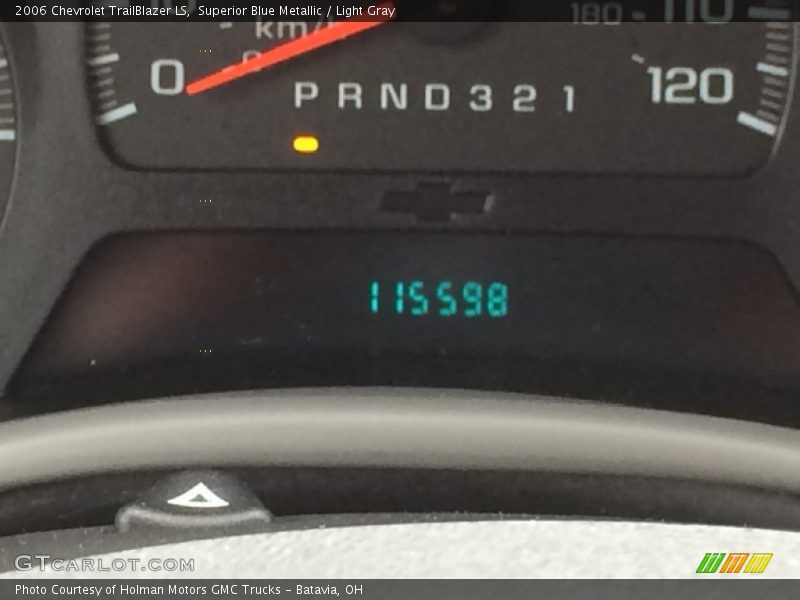 2006 Chevrolet TrailBlazer LS, Superior Blue Metallic / Light Gray
km/
180 110
0 0 120
P R N D 3 2 1
115598
GTCARLOT.COM
Photo Courtesy of Holman Motors GMC Trucks - Batavia, OH